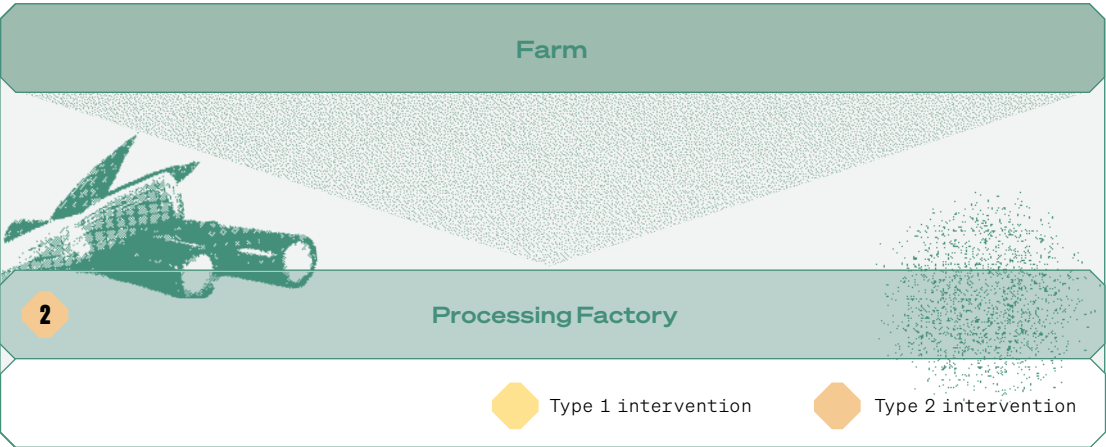 Farm
2
Processing Factory
Type 1 intervention
Type 2 intervention